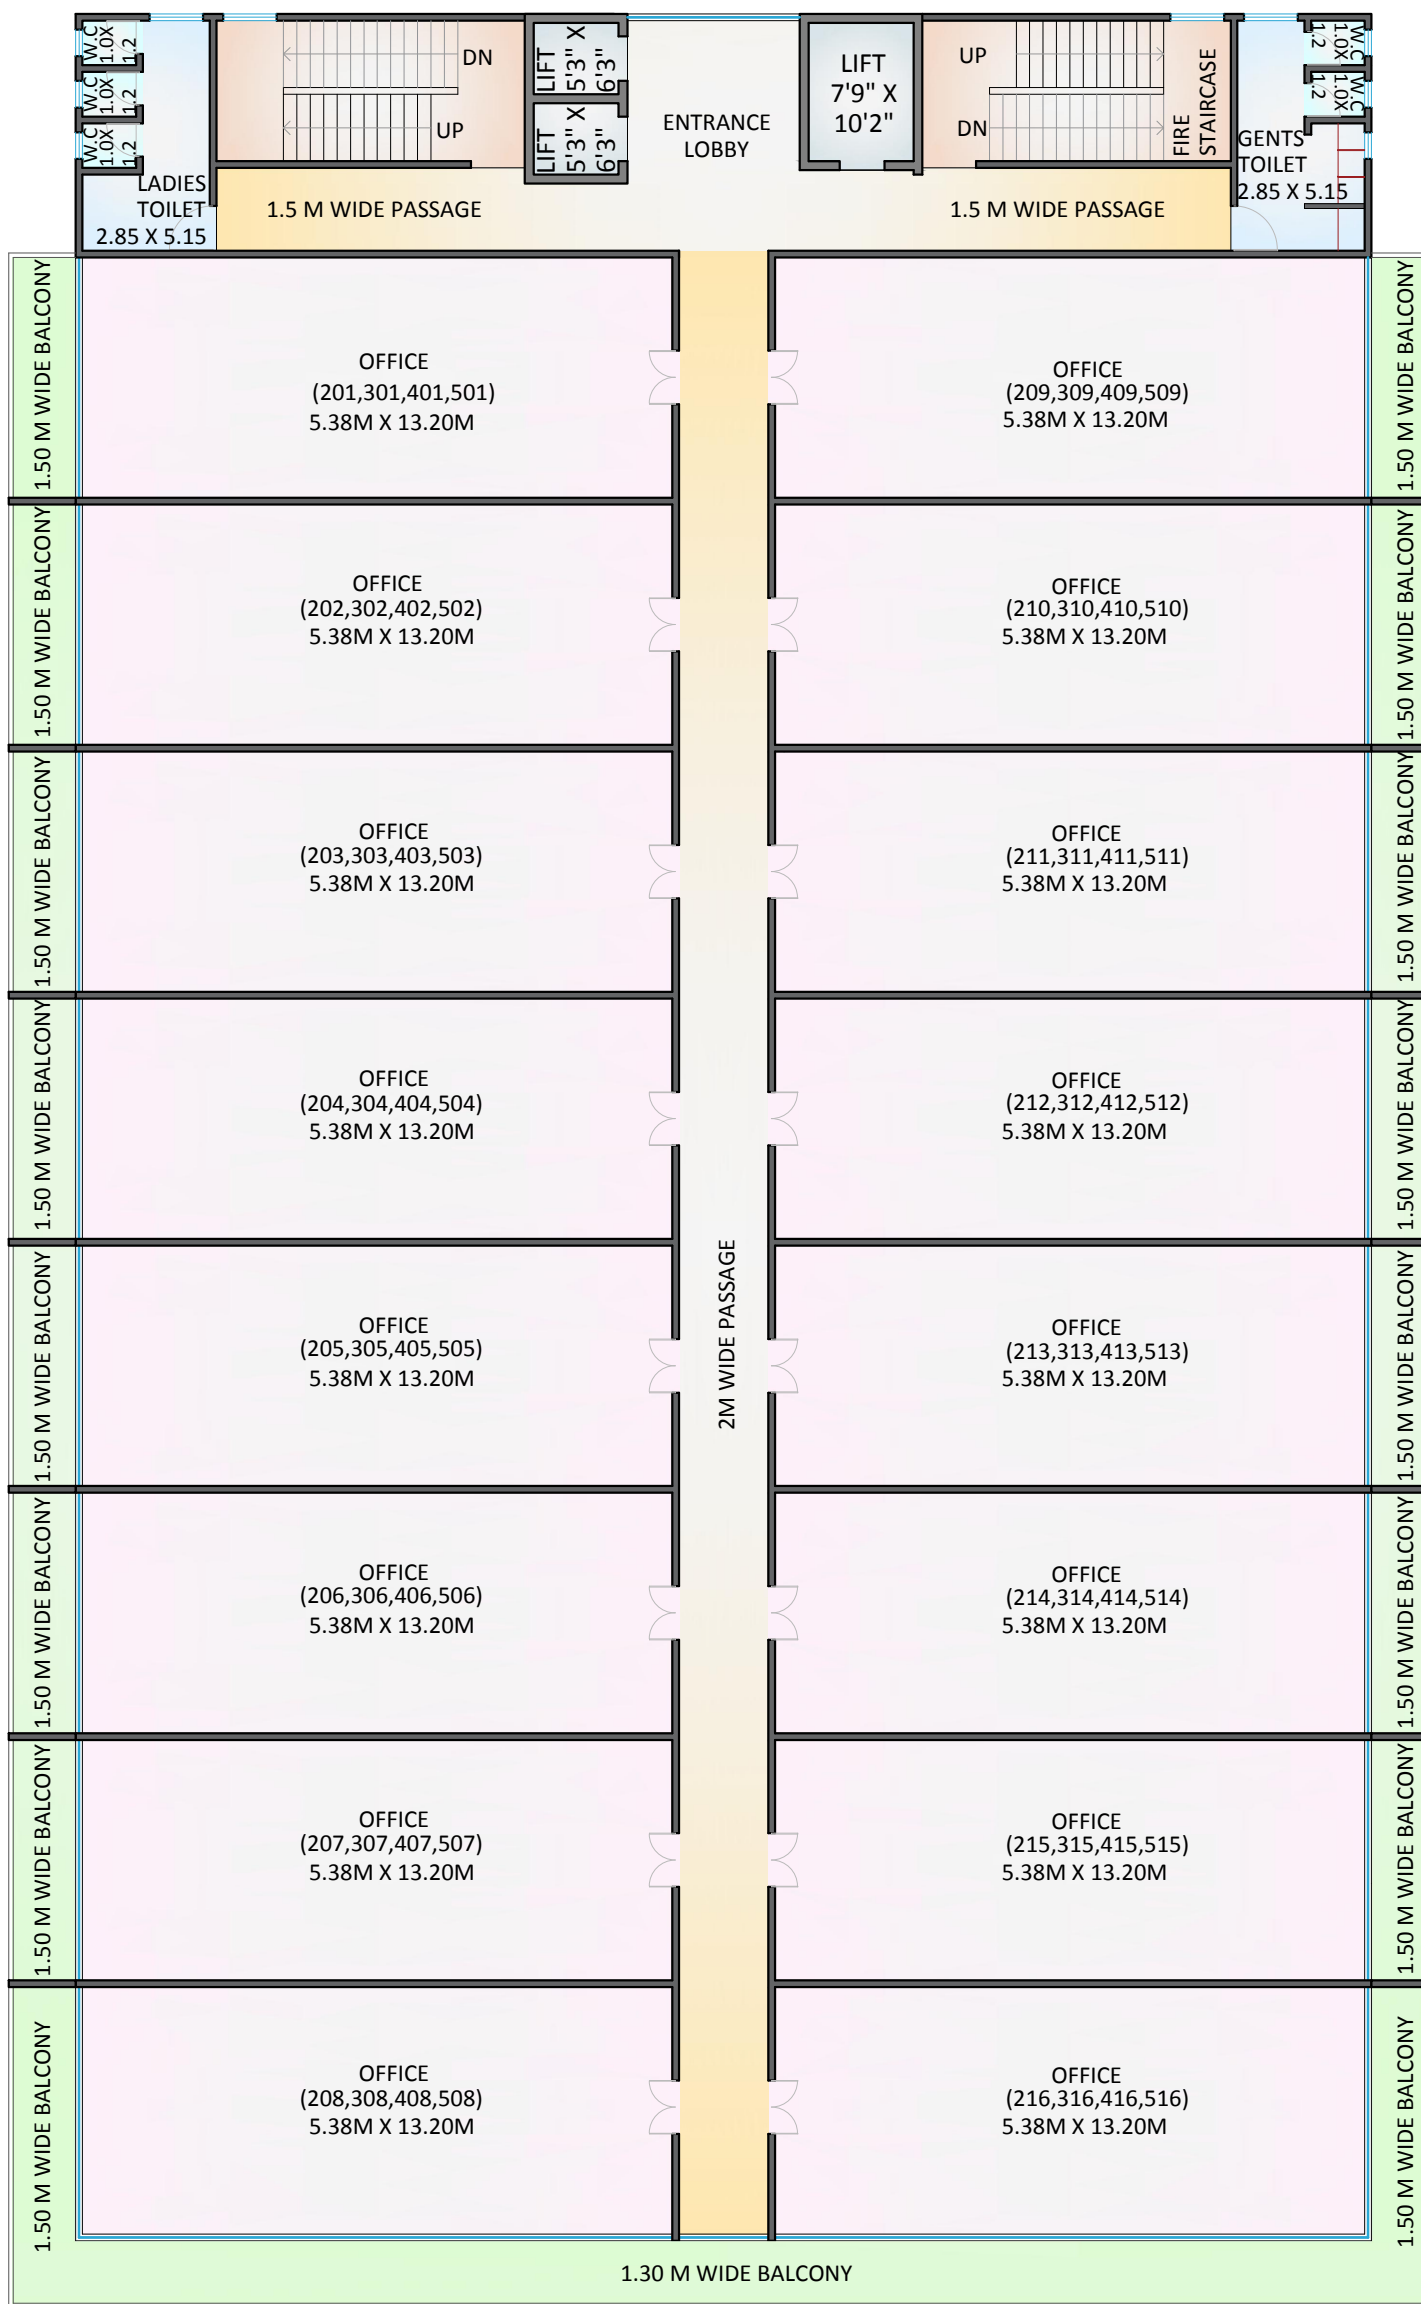 W.C
1.0X
1.2
W.C
1.0X
1.2
W.C
1.0X
1.2
LADIES
TOILET
2.85 X 5.15
DN
UP
LIFT
5'3" X
6'3"
LIFT
5'3" X
6'3"
ENTRANCE
LOBBY
LIFT
7'9" X
10'2"
UP
DN
FIRE
STAIRCASE
W.C
1.0X
1.2
W.C
1.0X
1.2
GENTS
TOILET
2.85 X 5.15
1.5 M WIDE PASSAGE
1.5 M WIDE PASSAGE
1.50 M WIDE BALCONY
OFFICE
(201,301,401,501)
5.38M X 13.20M
OFFICE
(209,309,409,509)
5.38M X 13.20M
1.50 M WIDE BALCONY
1.50 M WIDE BALCONY
OFFICE
(202,302,402,502)
5.38M X 13.20M
OFFICE
(210,310,410,510)
5.38M X 13.20M
1.50 M WIDE BALCONY
1.50 M WIDE BALCONY
OFFICE
(203,303,403,503)
5.38M X 13.20M
OFFICE
(211,311,411,511)
5.38M X 13.20M
1.50 M WIDE BALCONY
1.50 M WIDE BALCONY
OFFICE
(204,304,404,504)
5.38M X 13.20M
OFFICE
(212,312,412,512)
5.38M X 13.20M
1.50 M WIDE BALCONY
1.50 M WIDE BALCONY
OFFICE
(205,305,405,505)
5.38M X 13.20M
2M WIDE PASSAGE
OFFICE
(213,313,413,513)
5.38M X 13.20M
1.50 M WIDE BALCONY
1.50 M WIDE BALCONY
OFFICE
(206,306,406,506)
5.38M X 13.20M
OFFICE
(214,314,414,514)
5.38M X 13.20M
1.50 M WIDE BALCONY
1.50 M WIDE BALCONY
OFFICE
(207,307,407,507)
5.38M X 13.20M
OFFICE
(215,315,415,515)
5.38M X 13.20M
1.50 M WIDE BALCONY
1.50 M WIDE BALCONY
OFFICE
(208,308,408,508)
5.38M X 13.20M
OFFICE
(216,316,416,516)
5.38M X 13.20M
1.50 M WIDE BALCONY
1.30 M WIDE BALCONY